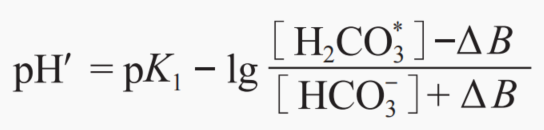 pH′ = pK₁ − lg [H₂CO₃*]−ΔB / [HCO₃⁻]+ΔB